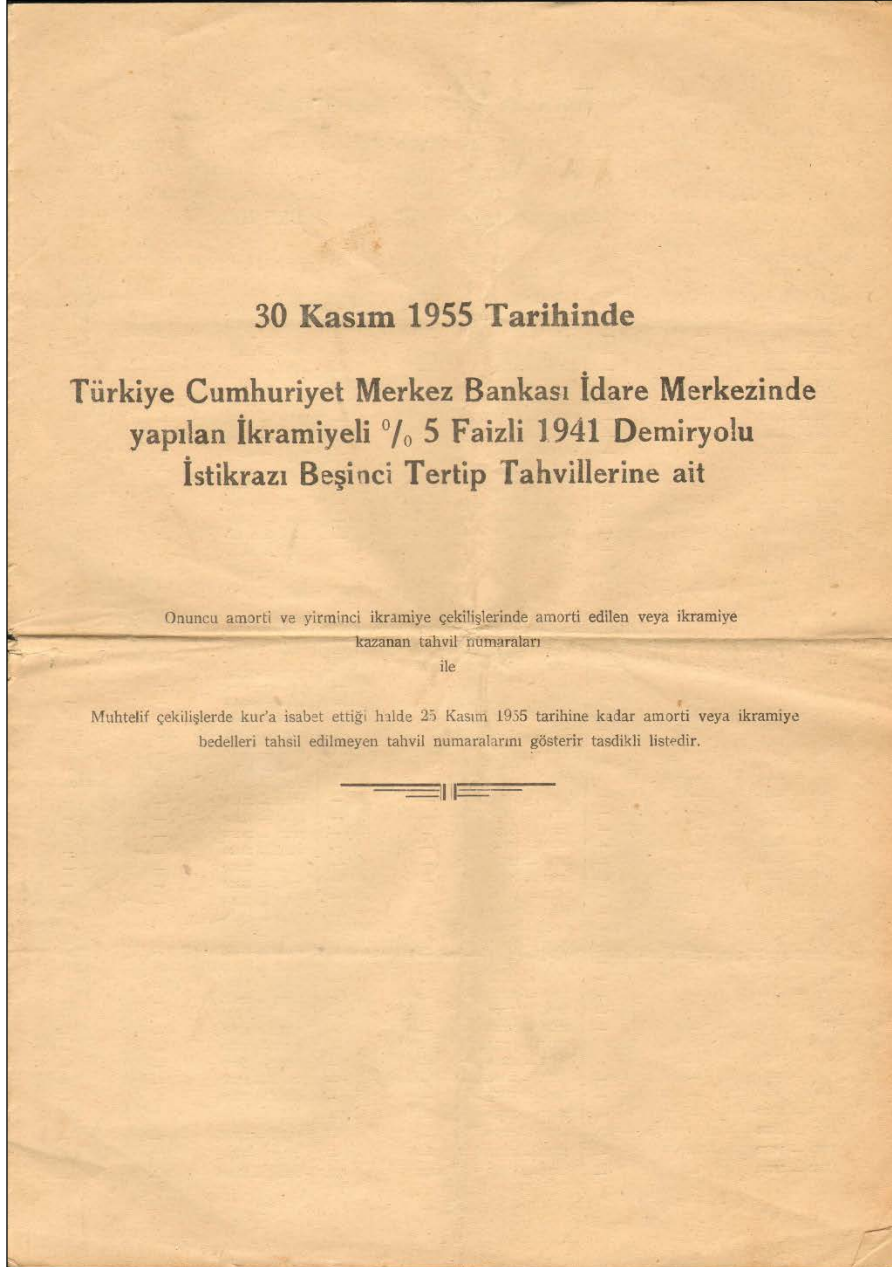 30 Kasım 1955 Tarihinde
Türkiye Cumhuriyet Merkez Bankası İdare Merkezinde
yapılan İkramiyeli % 5 Faizli 1941 Demiryolu
İstikrazı Beşinci Tertip Tahvillerine ait
Onuncu amorti ve yirminci ikramiye çekilişlerinde amorti edilen veya ikramiye
kazanan tahvil numaraları
ile
Muhtelif çekilişlerde kur'a isabet ettiği halde 25 Kasım 1955 tarihine kadar amorti veya ikramiye
bedelleri tahsil edilmeyen tahvil numaralarını gösterir tasdikli listedir.